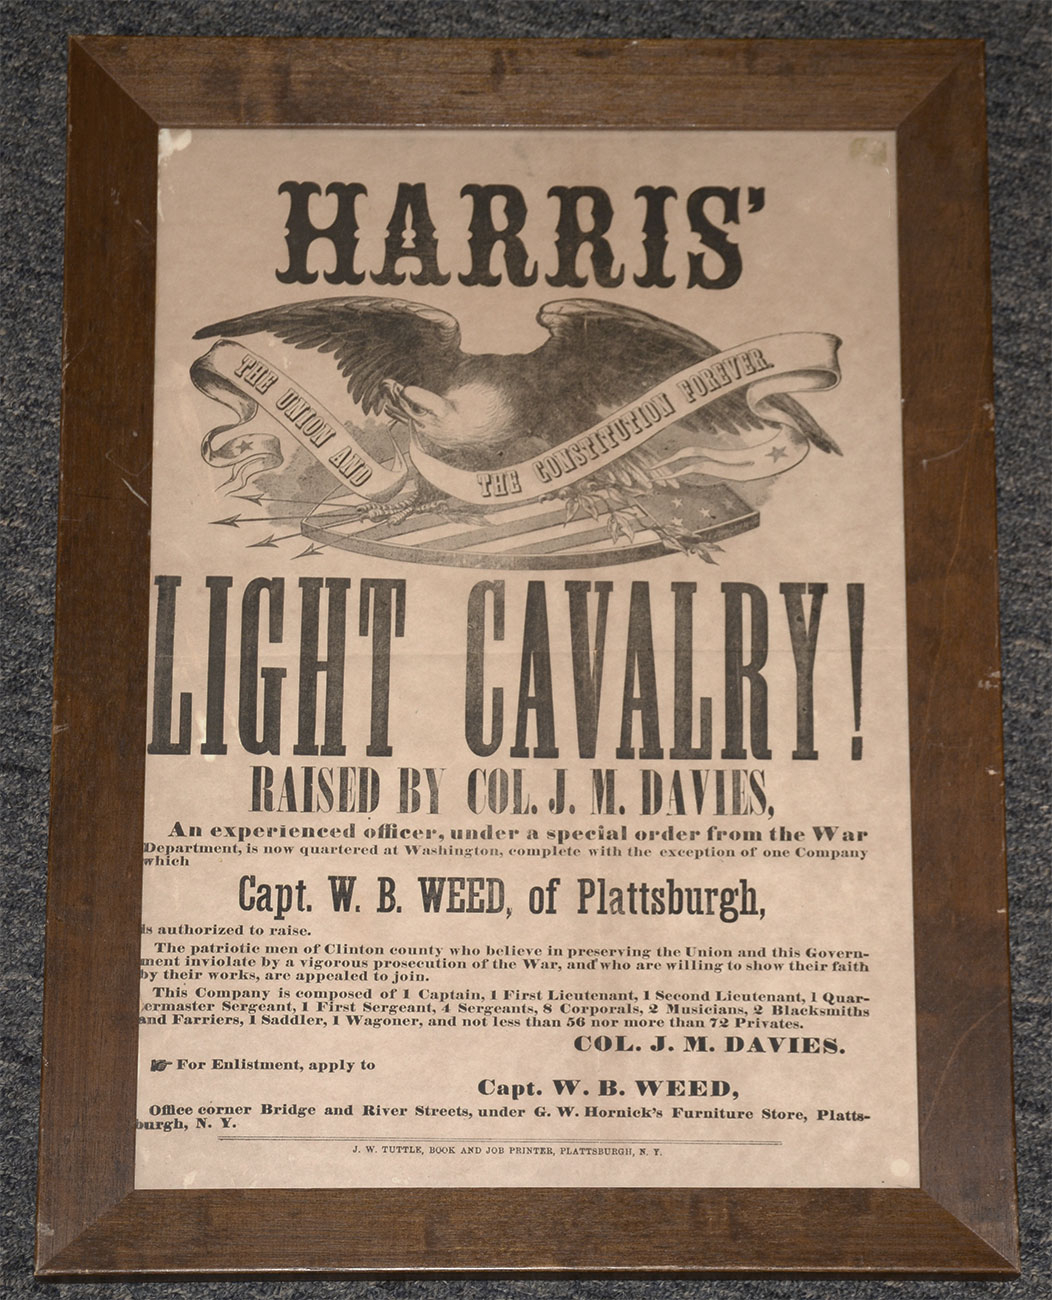 HARRIS'
THE UNION AND THE CONSTITUTION FOREVER.
LIGHT CAVALRY!
RAISED BY COL. J. M. DAVIES,
An experienced officer, under a special order from the War
Department, is now quartered at Washington, complete with the exception of one Company
which
Capt. W. B. WEED, of Plattsburgh,
is authorized to raise.
The patriotic men of Clinton county who believe in preserving the Union and this Govern-
ment inviolate by a vigorous prosecution of the War, and who are willing to show their faith
by their works, are appealed to join.
This Company is composed of 1 Captain, 1 First Lieutenant, 1 Second Lieutenant, 1 Quar-
termaster Sergeant, 1 First Sergeant, 4 Sergeants, 8 Corporals, 2 Musicians, 2 Blacksmiths
and Farriers, 1 Saddler, 1 Wagoner, and not less than 56 nor more than 72 Privates.
COL. J. M. DAVIES.
☛ For Enlistment, apply to
Capt. W. B. WEED,
Office corner Bridge and River Streets, under G. W. Hornick's Furniture Store, Platts-
burgh, N. Y.
J. W. TUTTLE, BOOK AND JOB PRINTER, PLATTSBURGH, N. Y.